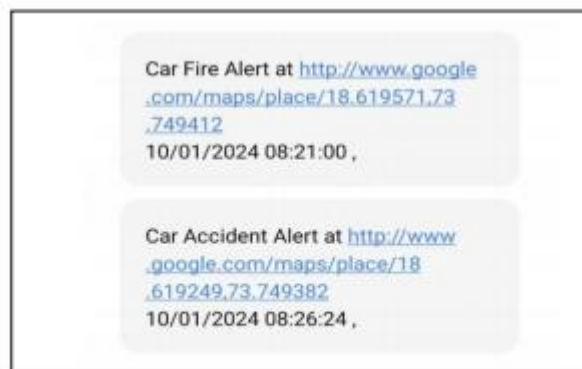 Car Fire Alert at http://www.google
.com/maps/place/18.619571,73
.749412
10/01/2024 08:21:00 ,
Car Accident Alert at http://www
.google.com/maps/place/18
.619249,73.749382
10/01/2024 08:26:24 ,